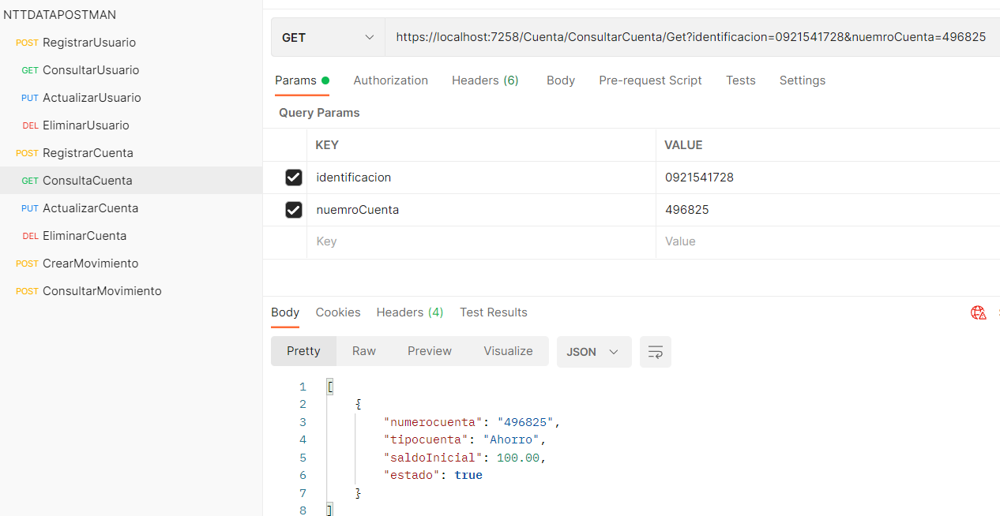 NTTDATAPOSTMAN
POST RegistrarUsuario
GET ConsultarUsuario
PUT ActualizarUsuario
DEL EliminarUsuario
POST RegistrarCuenta
GET ConsultaCuenta
PUT ActualizarCuenta
DEL EliminarCuenta
POST CrearMovimiento
POST ConsultarMovimiento
GET https://localhost:7258/Cuenta/ConsultarCuenta/Get?identificacion=0921541728&nuemroCuenta=496825
Params Authorization Headers (6) Body Pre-request Script Tests Settings
Query Params
KEY VALUE
identificacion 0921541728
nuemroCuenta 496825
Key Value
Body Cookies Headers (4) Test Results
Pretty Raw Preview Visualize JSON
1 [
2 {
3 "numerocuenta": "496825",
4 "tipocuenta": "Ahorro",
5 "saldoInicial": 100.00,
6 "estado": true
7 }
8 ]